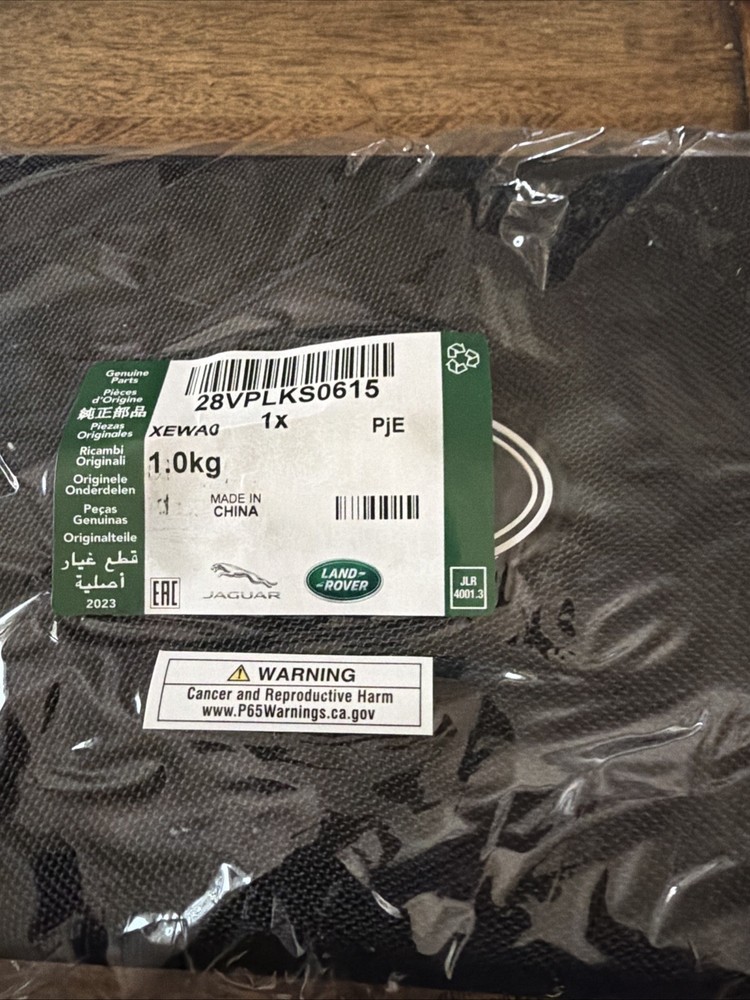 Genuine
Parts
Pièces
d'Origine
純正部品
Piezas
Originales
Ricambi
Originali
Originele
Onderdelen
Peças
Genuinas
Originalteile
قطع غيار
أصلية
2023
28VPLKS0615
1x
PjE
1.0kg
MADE IN
CHINA
EAC
JAGUAR
LAND-
-ROVER
JLR
4001.3
WARNING
Cancer and Reproductive Harm
www.P65Warnings.ca.gov